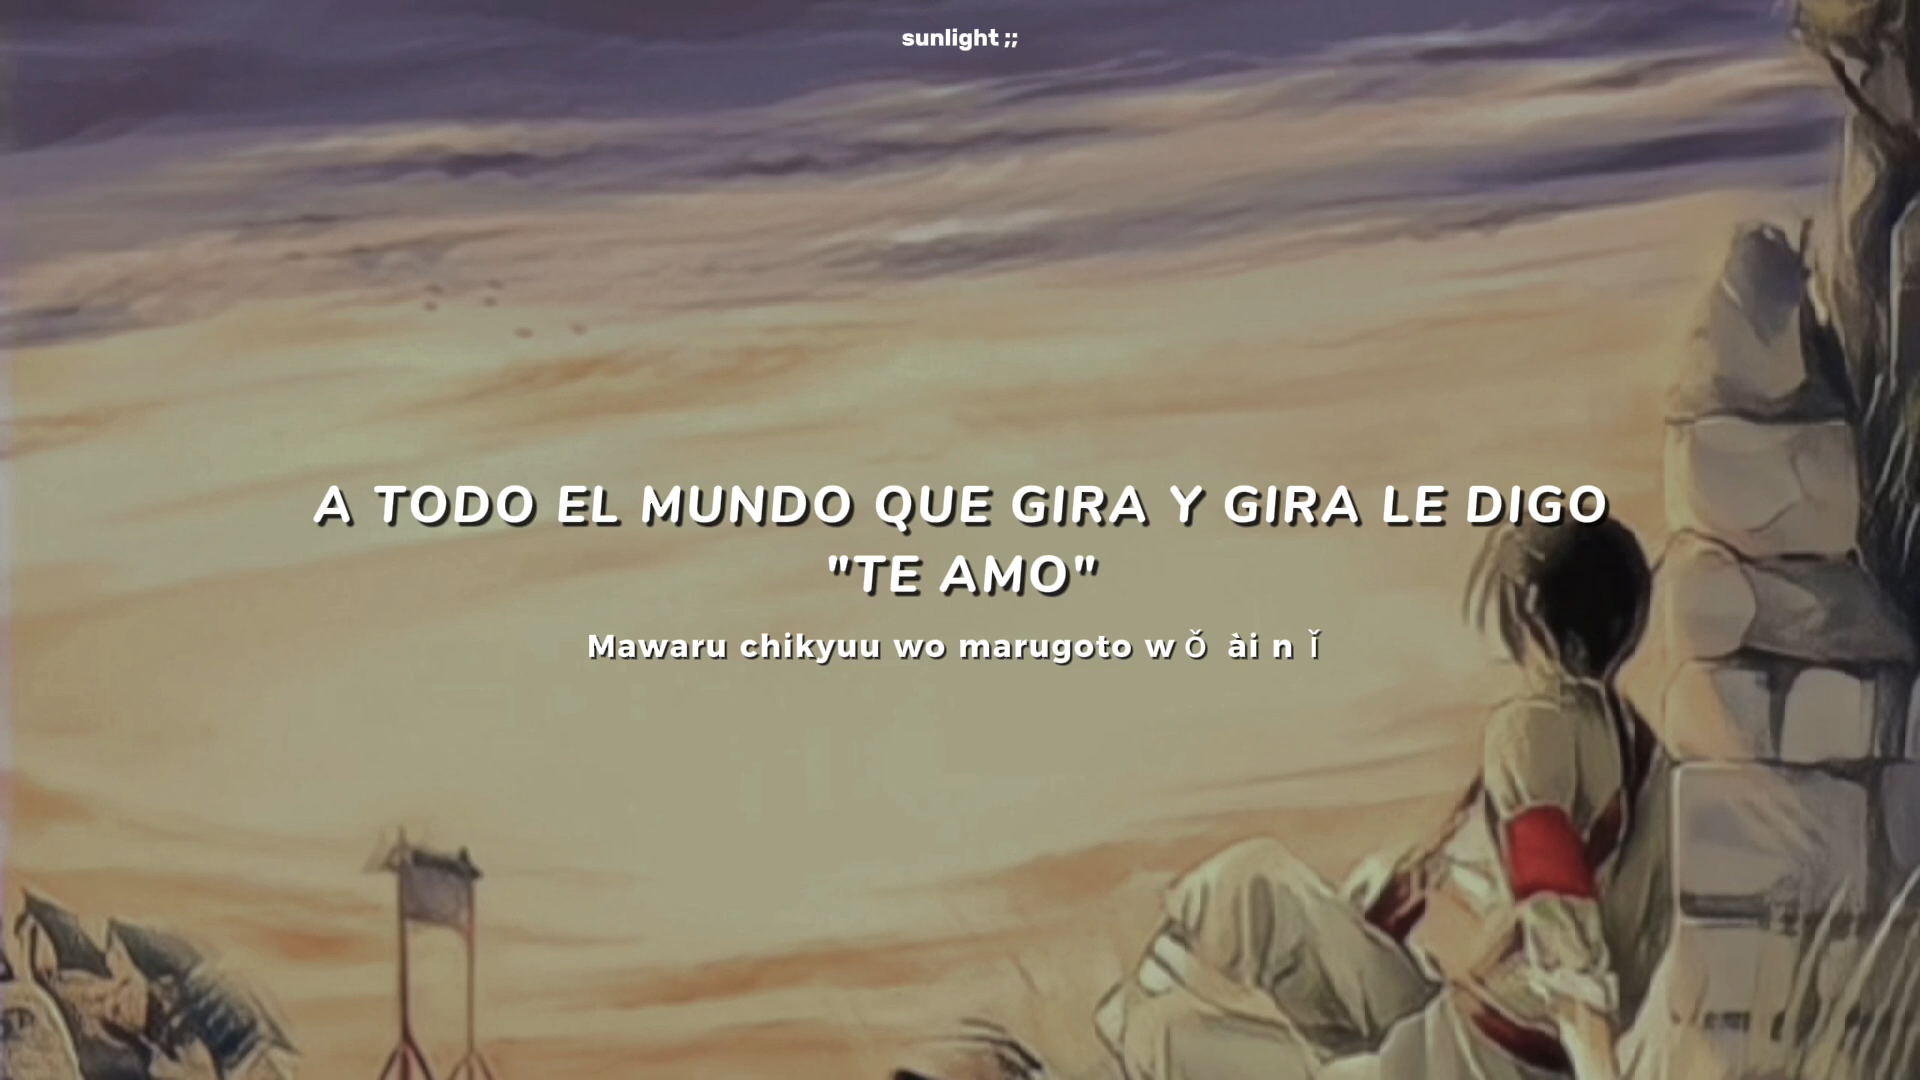 sunlight ;;
A TODO EL MUNDO QUE GIRA Y GIRA LE DIGO
"TE AMO"
Mawaru chikyuu wo marugoto wǑ ài nǏ